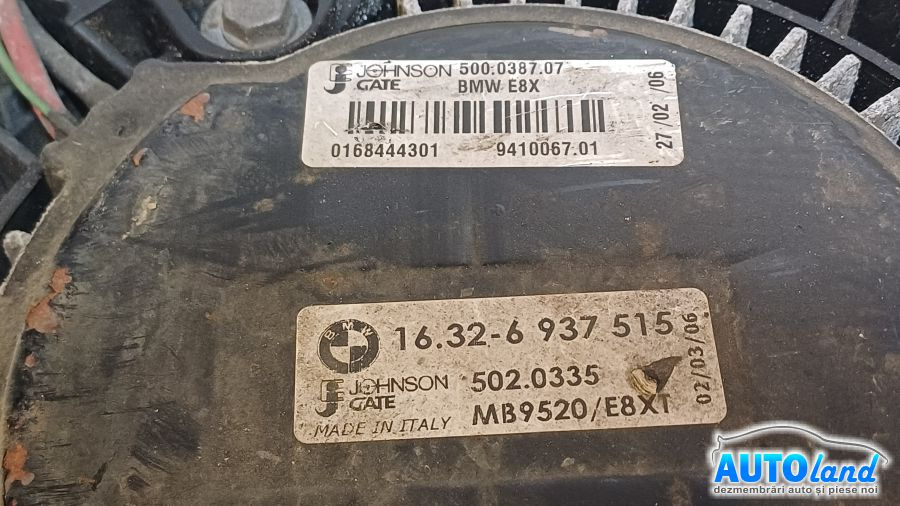 JOHNSON GATE 500.0387.07
BMW E8X
0168444301 9410067.01
27/02/06
BMW
16.32-6 937 515
JOHNSON GATE 502.0335
MADE IN ITALY MB9520/E8XT
02/03/06
AUTOland
dezmembrări auto și piese noi